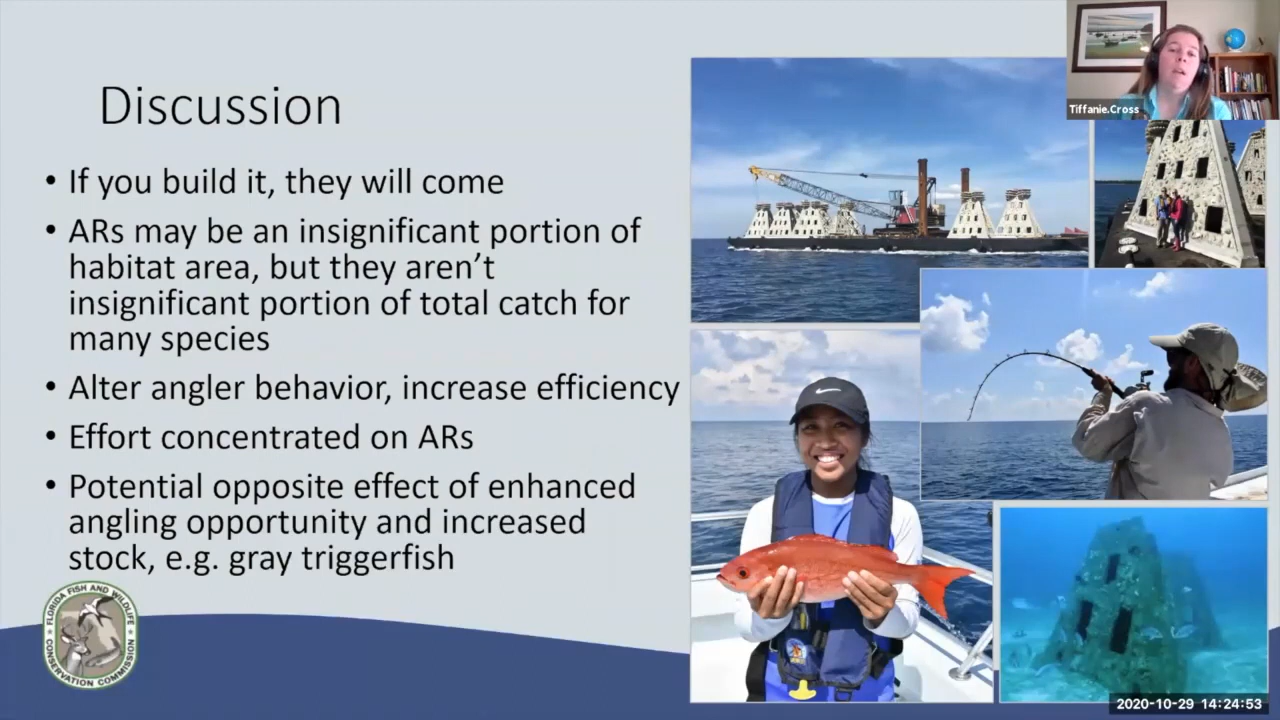 Discussion
• If you build it, they will come
• ARs may be an insignificant portion of
habitat area, but they aren't
insignificant portion of total catch for
many species
• Alter angler behavior, increase efficiency
• Effort concentrated on ARs
• Potential opposite effect of enhanced
angling opportunity and increased
stock, e.g. gray triggerfish
FLORIDA FISH AND WILDLIFE
CONSERVATION COMMISSION
Tiffanie.Cross
2020-10-29 14:24:53